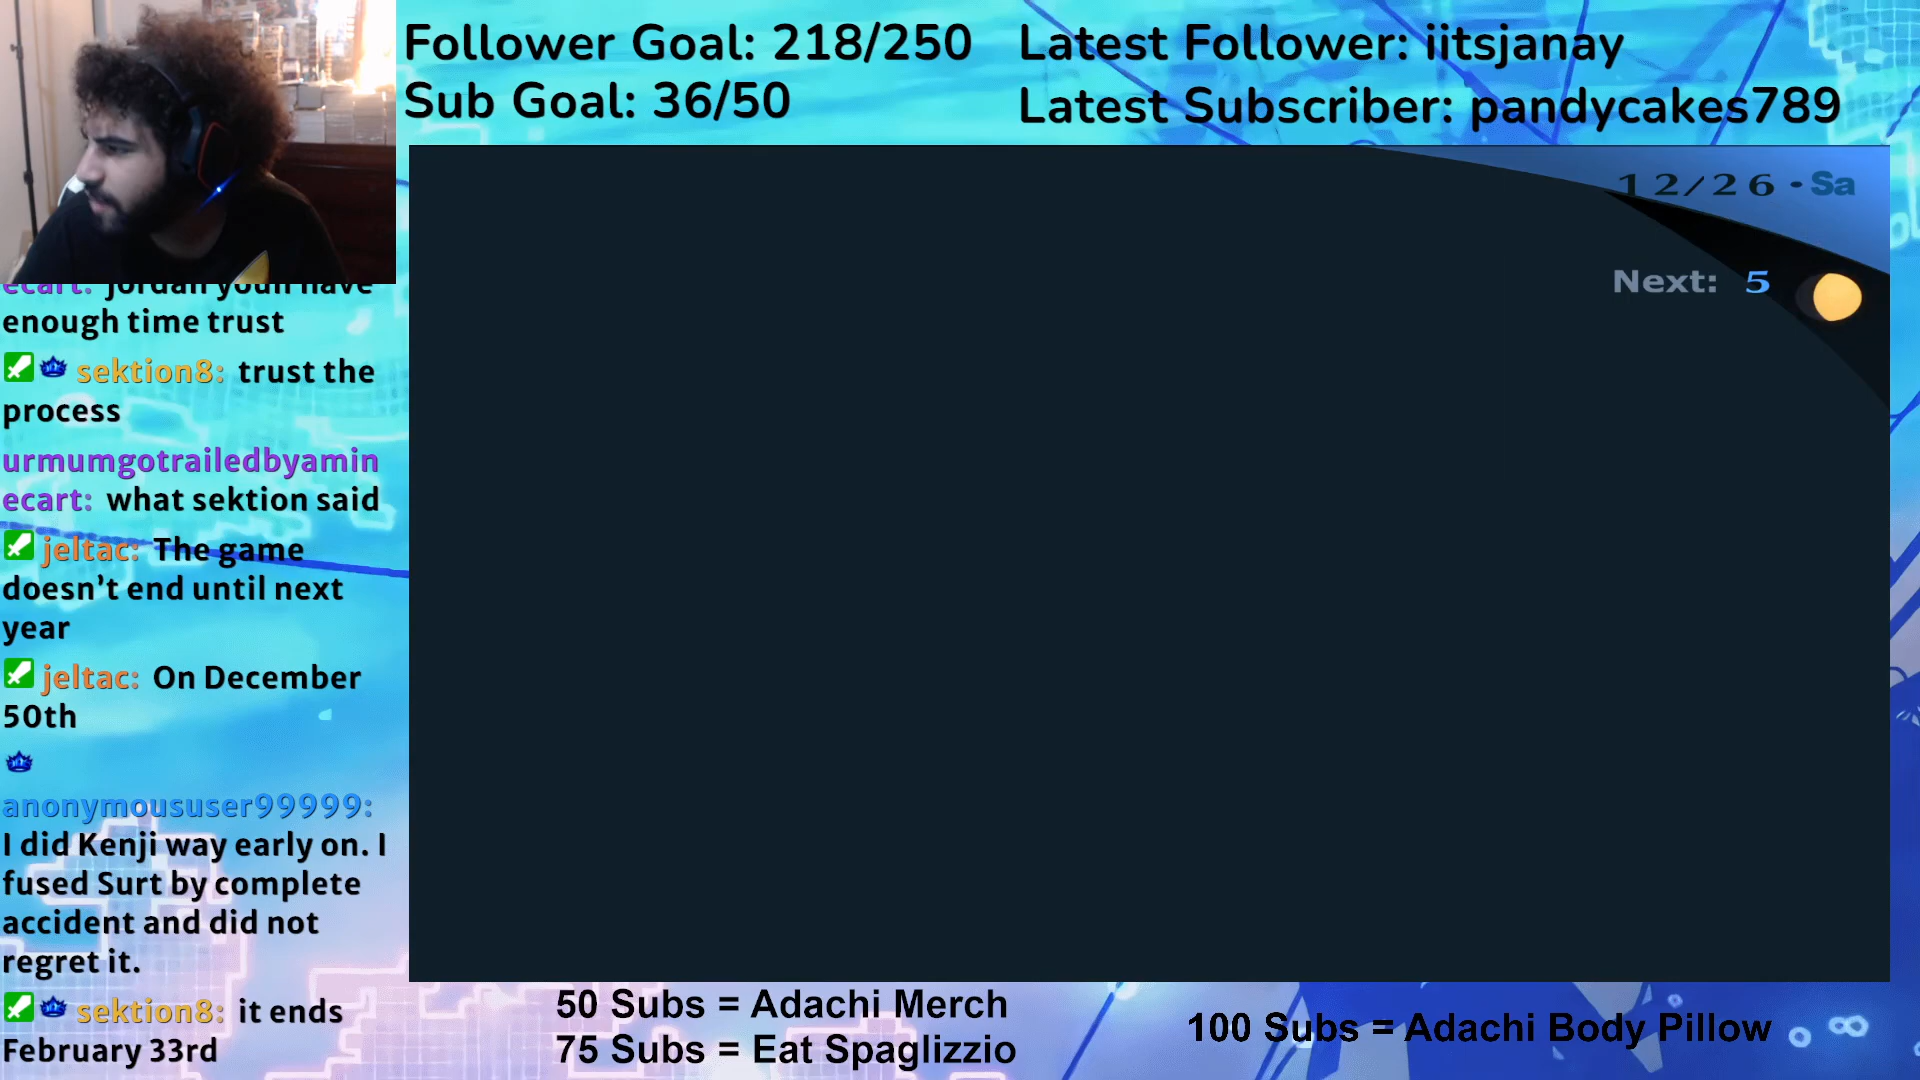 Follower Goal: 218/250
Sub Goal: 36/50
Latest Follower: iitsjanay
Latest Subscriber: pandycakes789
12/26 • Sa
Next: 5
ecart: jordan youll have
enough time trust
sektion8: trust the
process
urmumgotrailedbyamin
ecart: what sektion said
jeltac: The game
doesn't end until next
year
jeltac: On December
50th
anonymoususer99999:
I did Kenji way early on. I
fused Surt by complete
accident and did not
regret it.
sektion8: it ends
February 33rd
50 Subs = Adachi Merch
75 Subs = Eat Spaglizzio
100 Subs = Adachi Body Pillow